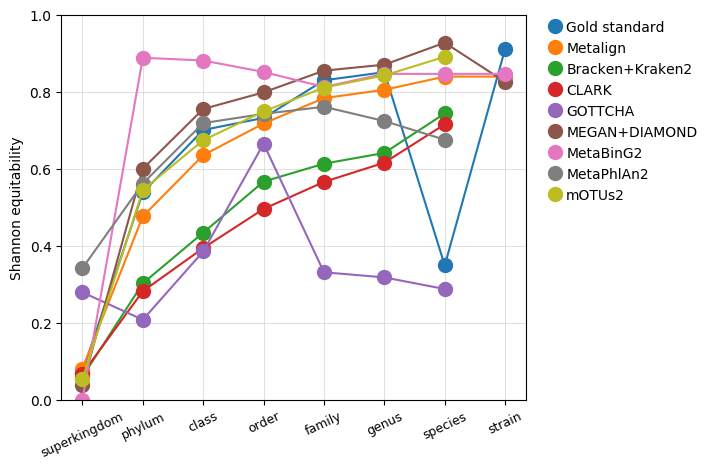 1.0
0.8
0.6
0.4
0.2
0.0
Shannon equitability
superkingdom
phylum
class
order
family
genus
species
strain
Gold standard
Metalign
Bracken+Kraken2
CLARK
GOTTCHA
MEGAN+DIAMOND
MetaBinG2
MetaPhlAn2
mOTUs2